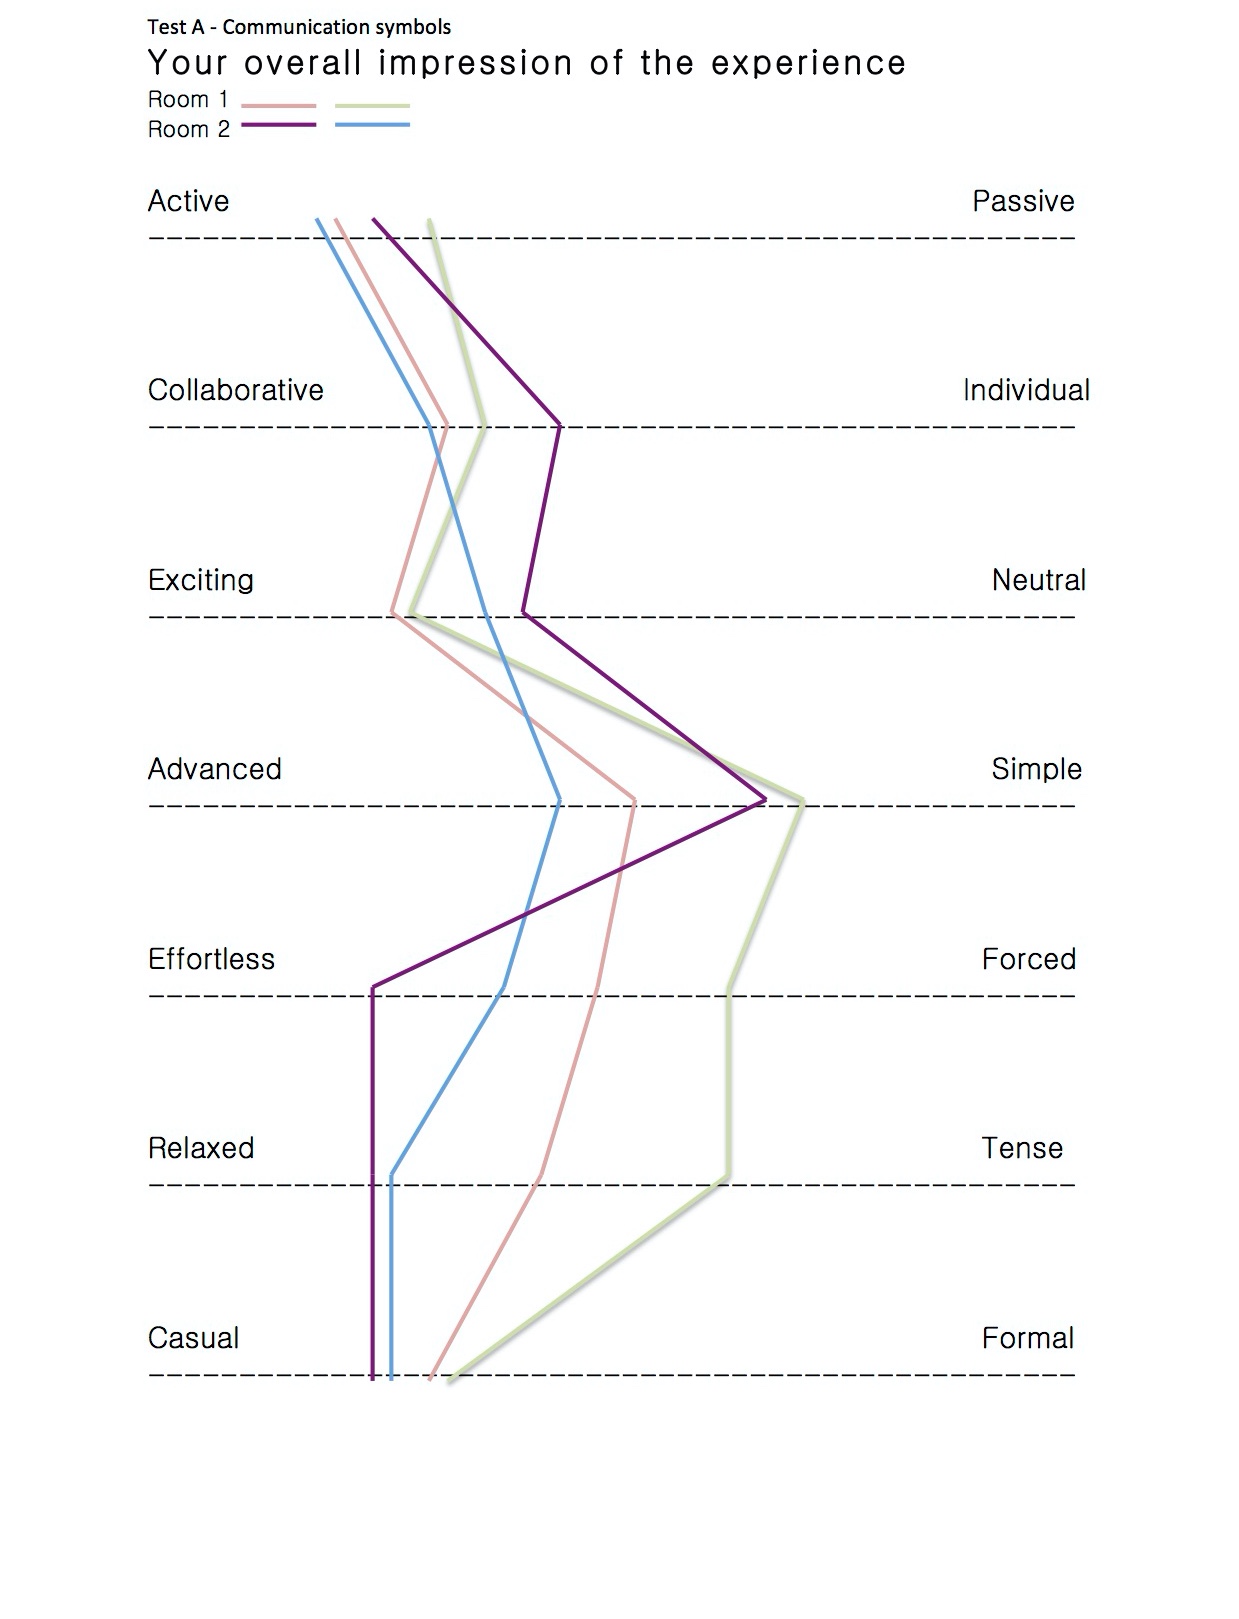 Test A - Communication symbols
Your overall impression of the experience
Room 1
Room 2
Active Passive
Collaborative Individual
Exciting Neutral
Advanced Simple
Effortless Forced
Relaxed Tense
Casual Formal